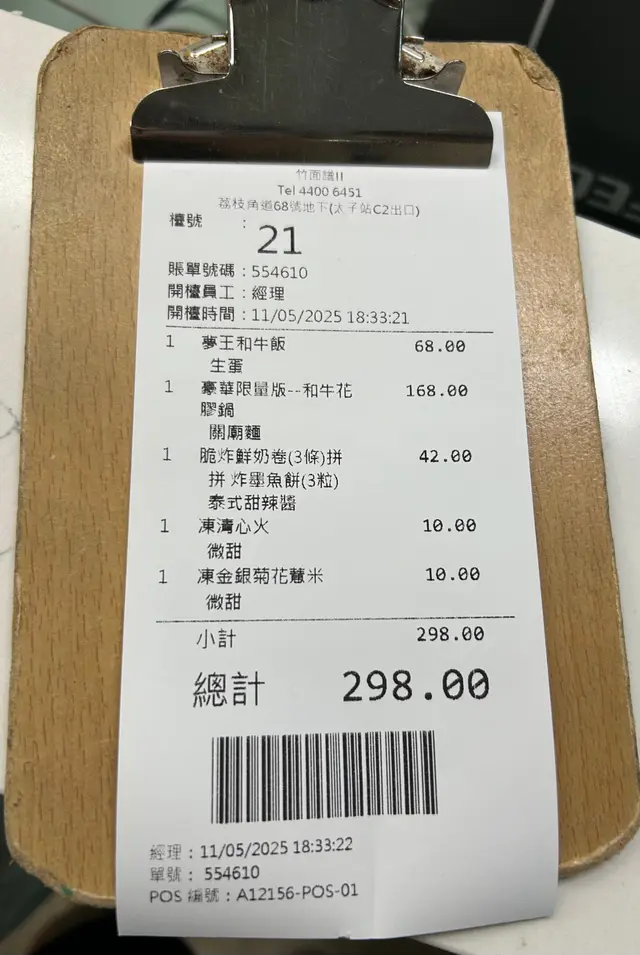 竹面譜II
Tel 4400 6451
荔枝角道68號地下(太子站C2出口)
檯號 :
21
賬單號碼 : 554610
開檯員工 : 經理
開檯時間 : 11/05/2025 18:33:21
1 夢王和牛飯 68.00
生蛋
1 豪華限量版--和牛花 168.00
膠鍋
關廟麵
1 脆炸鮮奶卷(3條)拼 42.00
拼 炸墨魚餅(3粒)
泰式甜辣醬
1 凍清心火 10.00
微甜
1 凍金銀菊花薏米 10.00
微甜
小計 298.00
總計 298.00
經理 : 11/05/2025 18:33:22
單號 : 554610
POS 編號 : A12156-POS-01